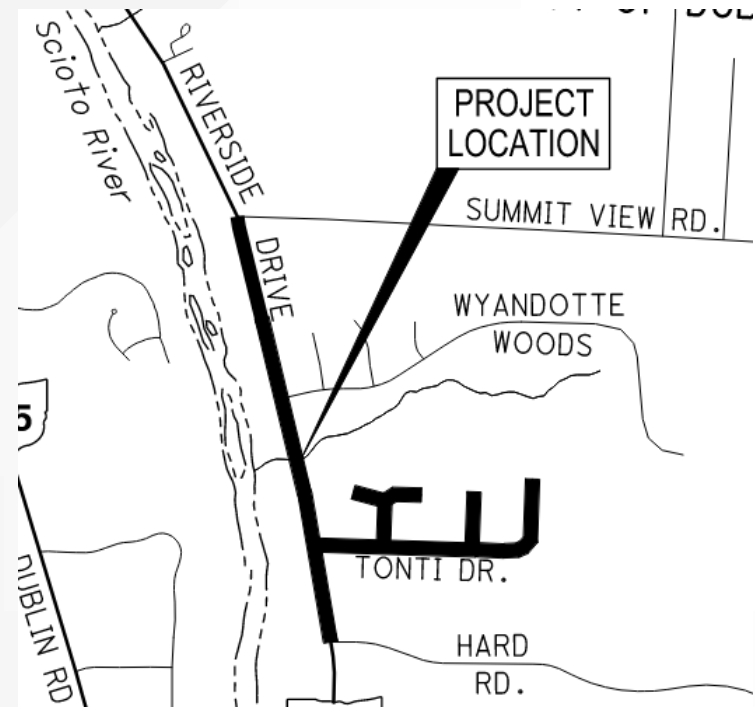 Scioto River
RIVERSIDE
DRIVE
PROJECT
LOCATION
SUMMIT VIEW RD.
WYANDOTTE
WOODS
5
TONTI DR.
DUBLIN RD
HARD
RD.